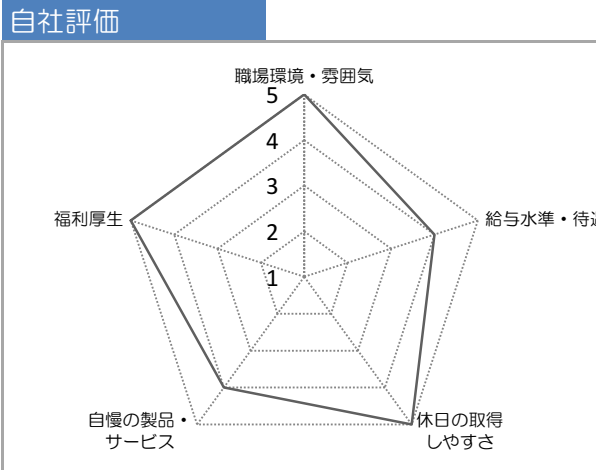 自社評価
職場環境・雰囲気
5
4
3
2
1
福利厚生
給与水準・待遇
自慢の製品・
サービス
休日の取得
しやすさ